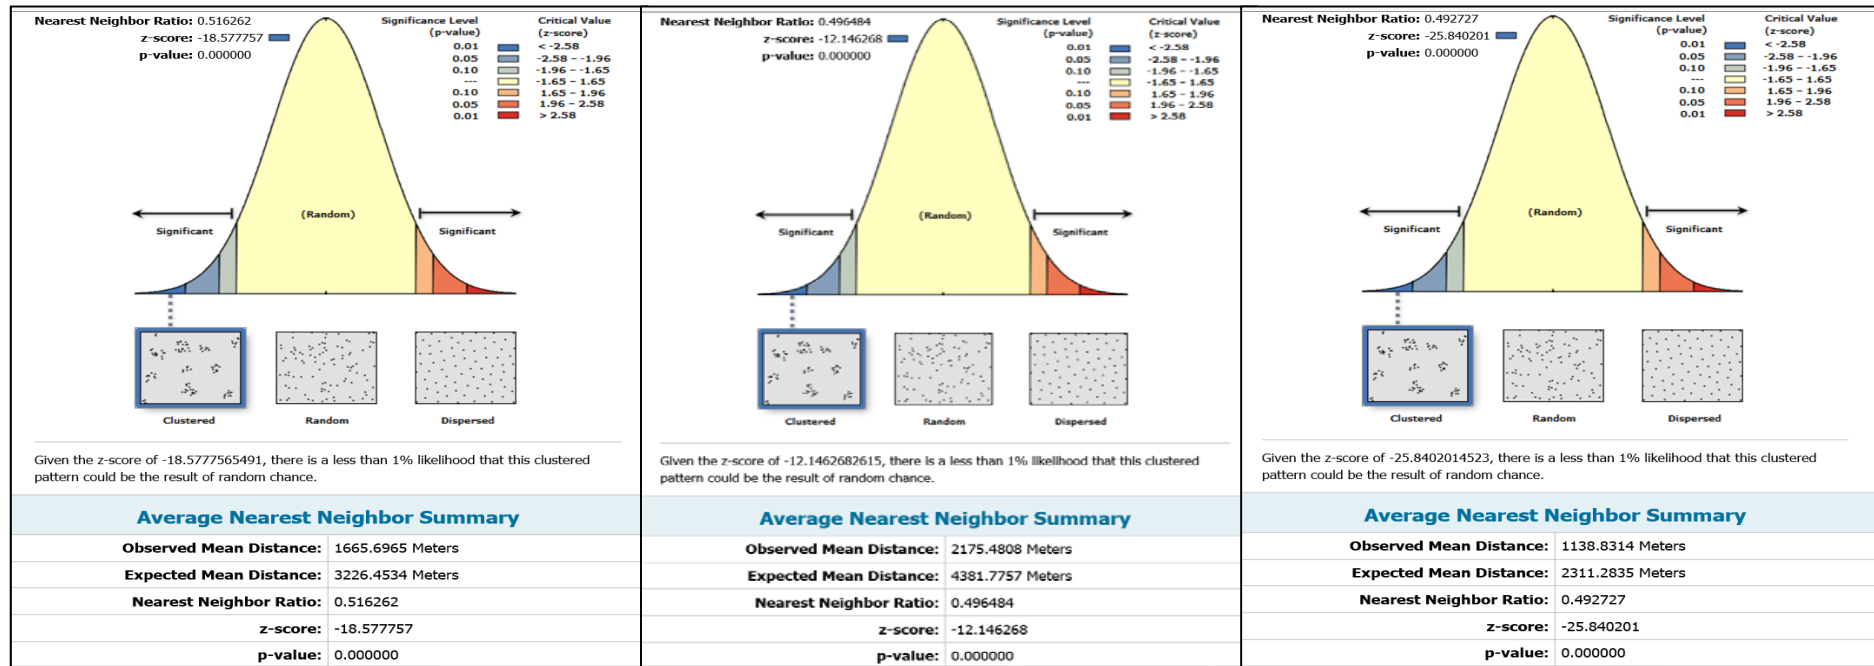 Nearest Neighbor Ratio: 0.516262
z-score: -18.577757
p-value: 0.000000
Significance Level (p-value)
Critical Value (z-score)
0.01 < -2.58
0.05 -2.58 - -1.96
0.10 -1.96 - -1.65
--- -1.65 - 1.65
0.10 1.65 - 1.96
0.05 1.96 - 2.58
0.01 > 2.58
(Random)
Significant
Significant
Clustered
Random
Dispersed
Given the z-score of -18.5777565491, there is a less than 1% likelihood that this clustered
pattern could be the result of random chance.
Average Nearest Neighbor Summary
Observed Mean Distance: 1665.6965 Meters
Expected Mean Distance: 3226.4534 Meters
Nearest Neighbor Ratio: 0.516262
z-score: -18.577757
p-value: 0.000000
Nearest Neighbor Ratio: 0.496484
z-score: -12.146268
p-value: 0.000000
Significance Level (p-value)
Critical Value (z-score)
0.01 < -2.58
0.05 -2.58 - -1.96
0.10 -1.96 - -1.65
--- -1.65 - 1.65
0.10 1.65 - 1.96
0.05 1.96 - 2.58
0.01 > 2.58
(Random)
Significant
Significant
Clustered
Random
Dispersed
Given the z-score of -12.1462682615, there is a less than 1% likelihood that this clustered
pattern could be the result of random chance.
Average Nearest Neighbor Summary
Observed Mean Distance: 2175.4808 Meters
Expected Mean Distance: 4381.7757 Meters
Nearest Neighbor Ratio: 0.496484
z-score: -12.146268
p-value: 0.000000
Nearest Neighbor Ratio: 0.492727
z-score: -25.840201
p-value: 0.000000
Significance Level (p-value)
Critical Value (z-score)
0.01 < -2.58
0.05 -2.58 - -1.96
0.10 -1.96 - -1.65
--- -1.65 - 1.65
0.10 1.65 - 1.96
0.05 1.96 - 2.58
0.01 > 2.58
(Random)
Significant
Significant
Clustered
Random
Dispersed
Given the z-score of -25.8402014523, there is a less than 1% likelihood that this clustered
pattern could be the result of random chance.
Average Nearest Neighbor Summary
Observed Mean Distance: 1138.8314 Meters
Expected Mean Distance: 2311.2835 Meters
Nearest Neighbor Ratio: 0.492727
z-score: -25.840201
p-value: 0.000000